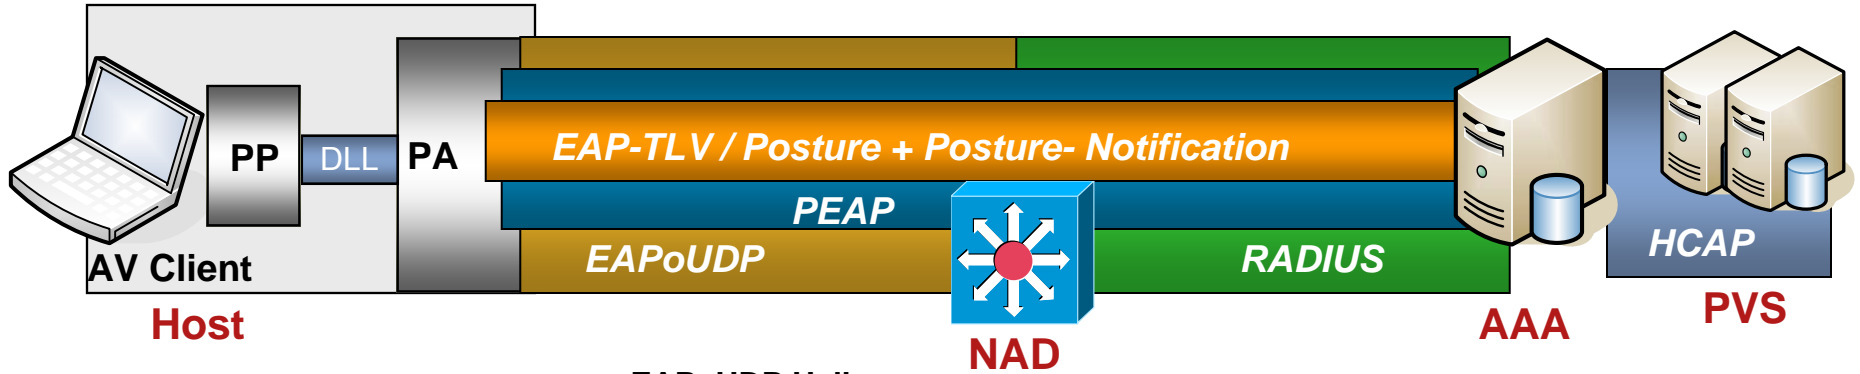 PP
DLL
PA
EAP-TLV / Posture + Posture- Notification
PEAP
EAPoUDP
RADIUS
HCAP
AV Client
Host
NAD
AAA
PVS